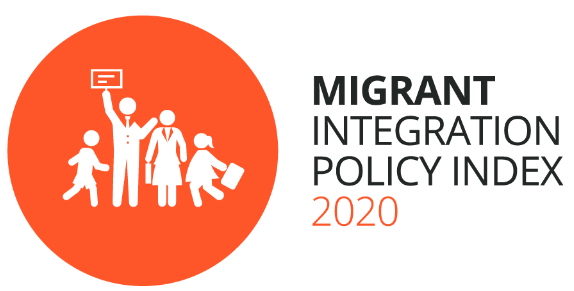 MIGRANT
INTEGRATION
POLICY INDEX
2020